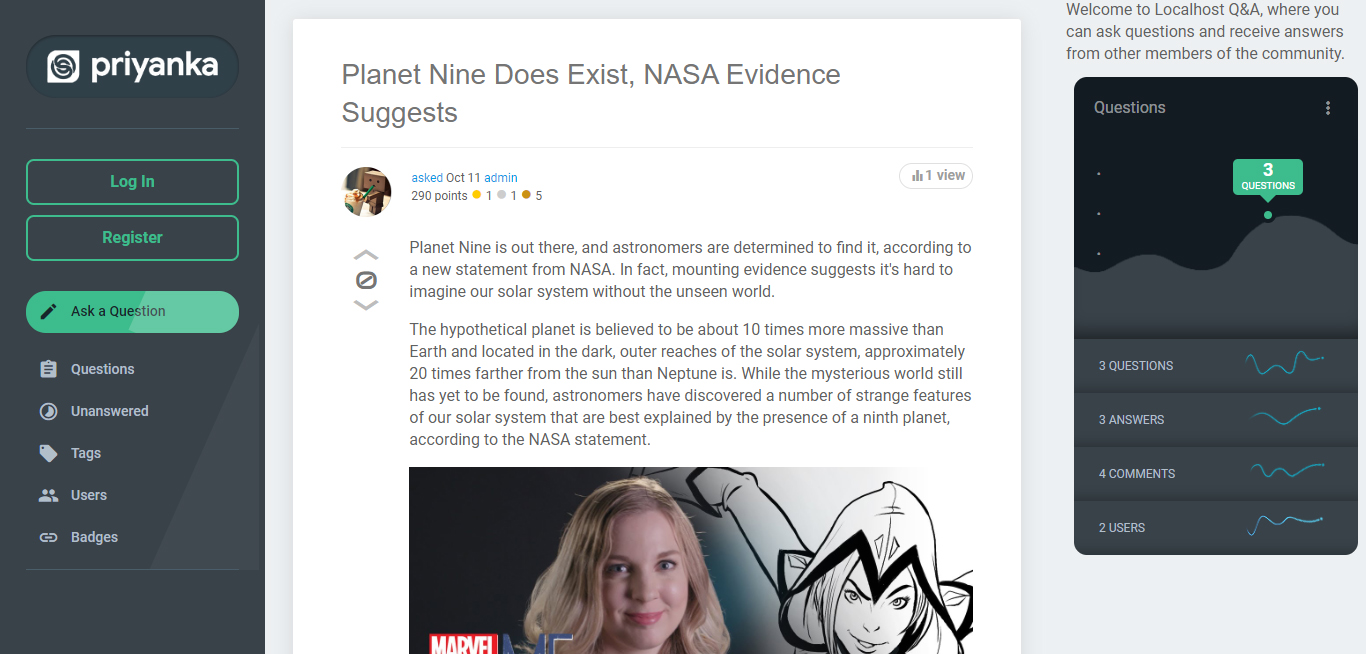 priyanka
Log In
Register
Ask a Question
Questions
Unanswered
Tags
Users
Badges
Planet Nine Does Exist, NASA Evidence
Suggests
asked Oct 11 admin
290 points 1 1 5
1 view
0
Planet Nine is out there, and astronomers are determined to find it, according to
a new statement from NASA. In fact, mounting evidence suggests it's hard to
imagine our solar system without the unseen world.
The hypothetical planet is believed to be about 10 times more massive than
Earth and located in the dark, outer reaches of the solar system, approximately
20 times farther from the sun than Neptune is. While the mysterious world still
has yet to be found, astronomers have discovered a number of strange features
of our solar system that are best explained by the presence of a ninth planet,
according to the NASA statement.
MARVEL
Welcome to Localhost Q&A, where you
can ask questions and receive answers
from other members of the community.
Questions
3
QUESTIONS
3 QUESTIONS
3 ANSWERS
4 COMMENTS
2 USERS